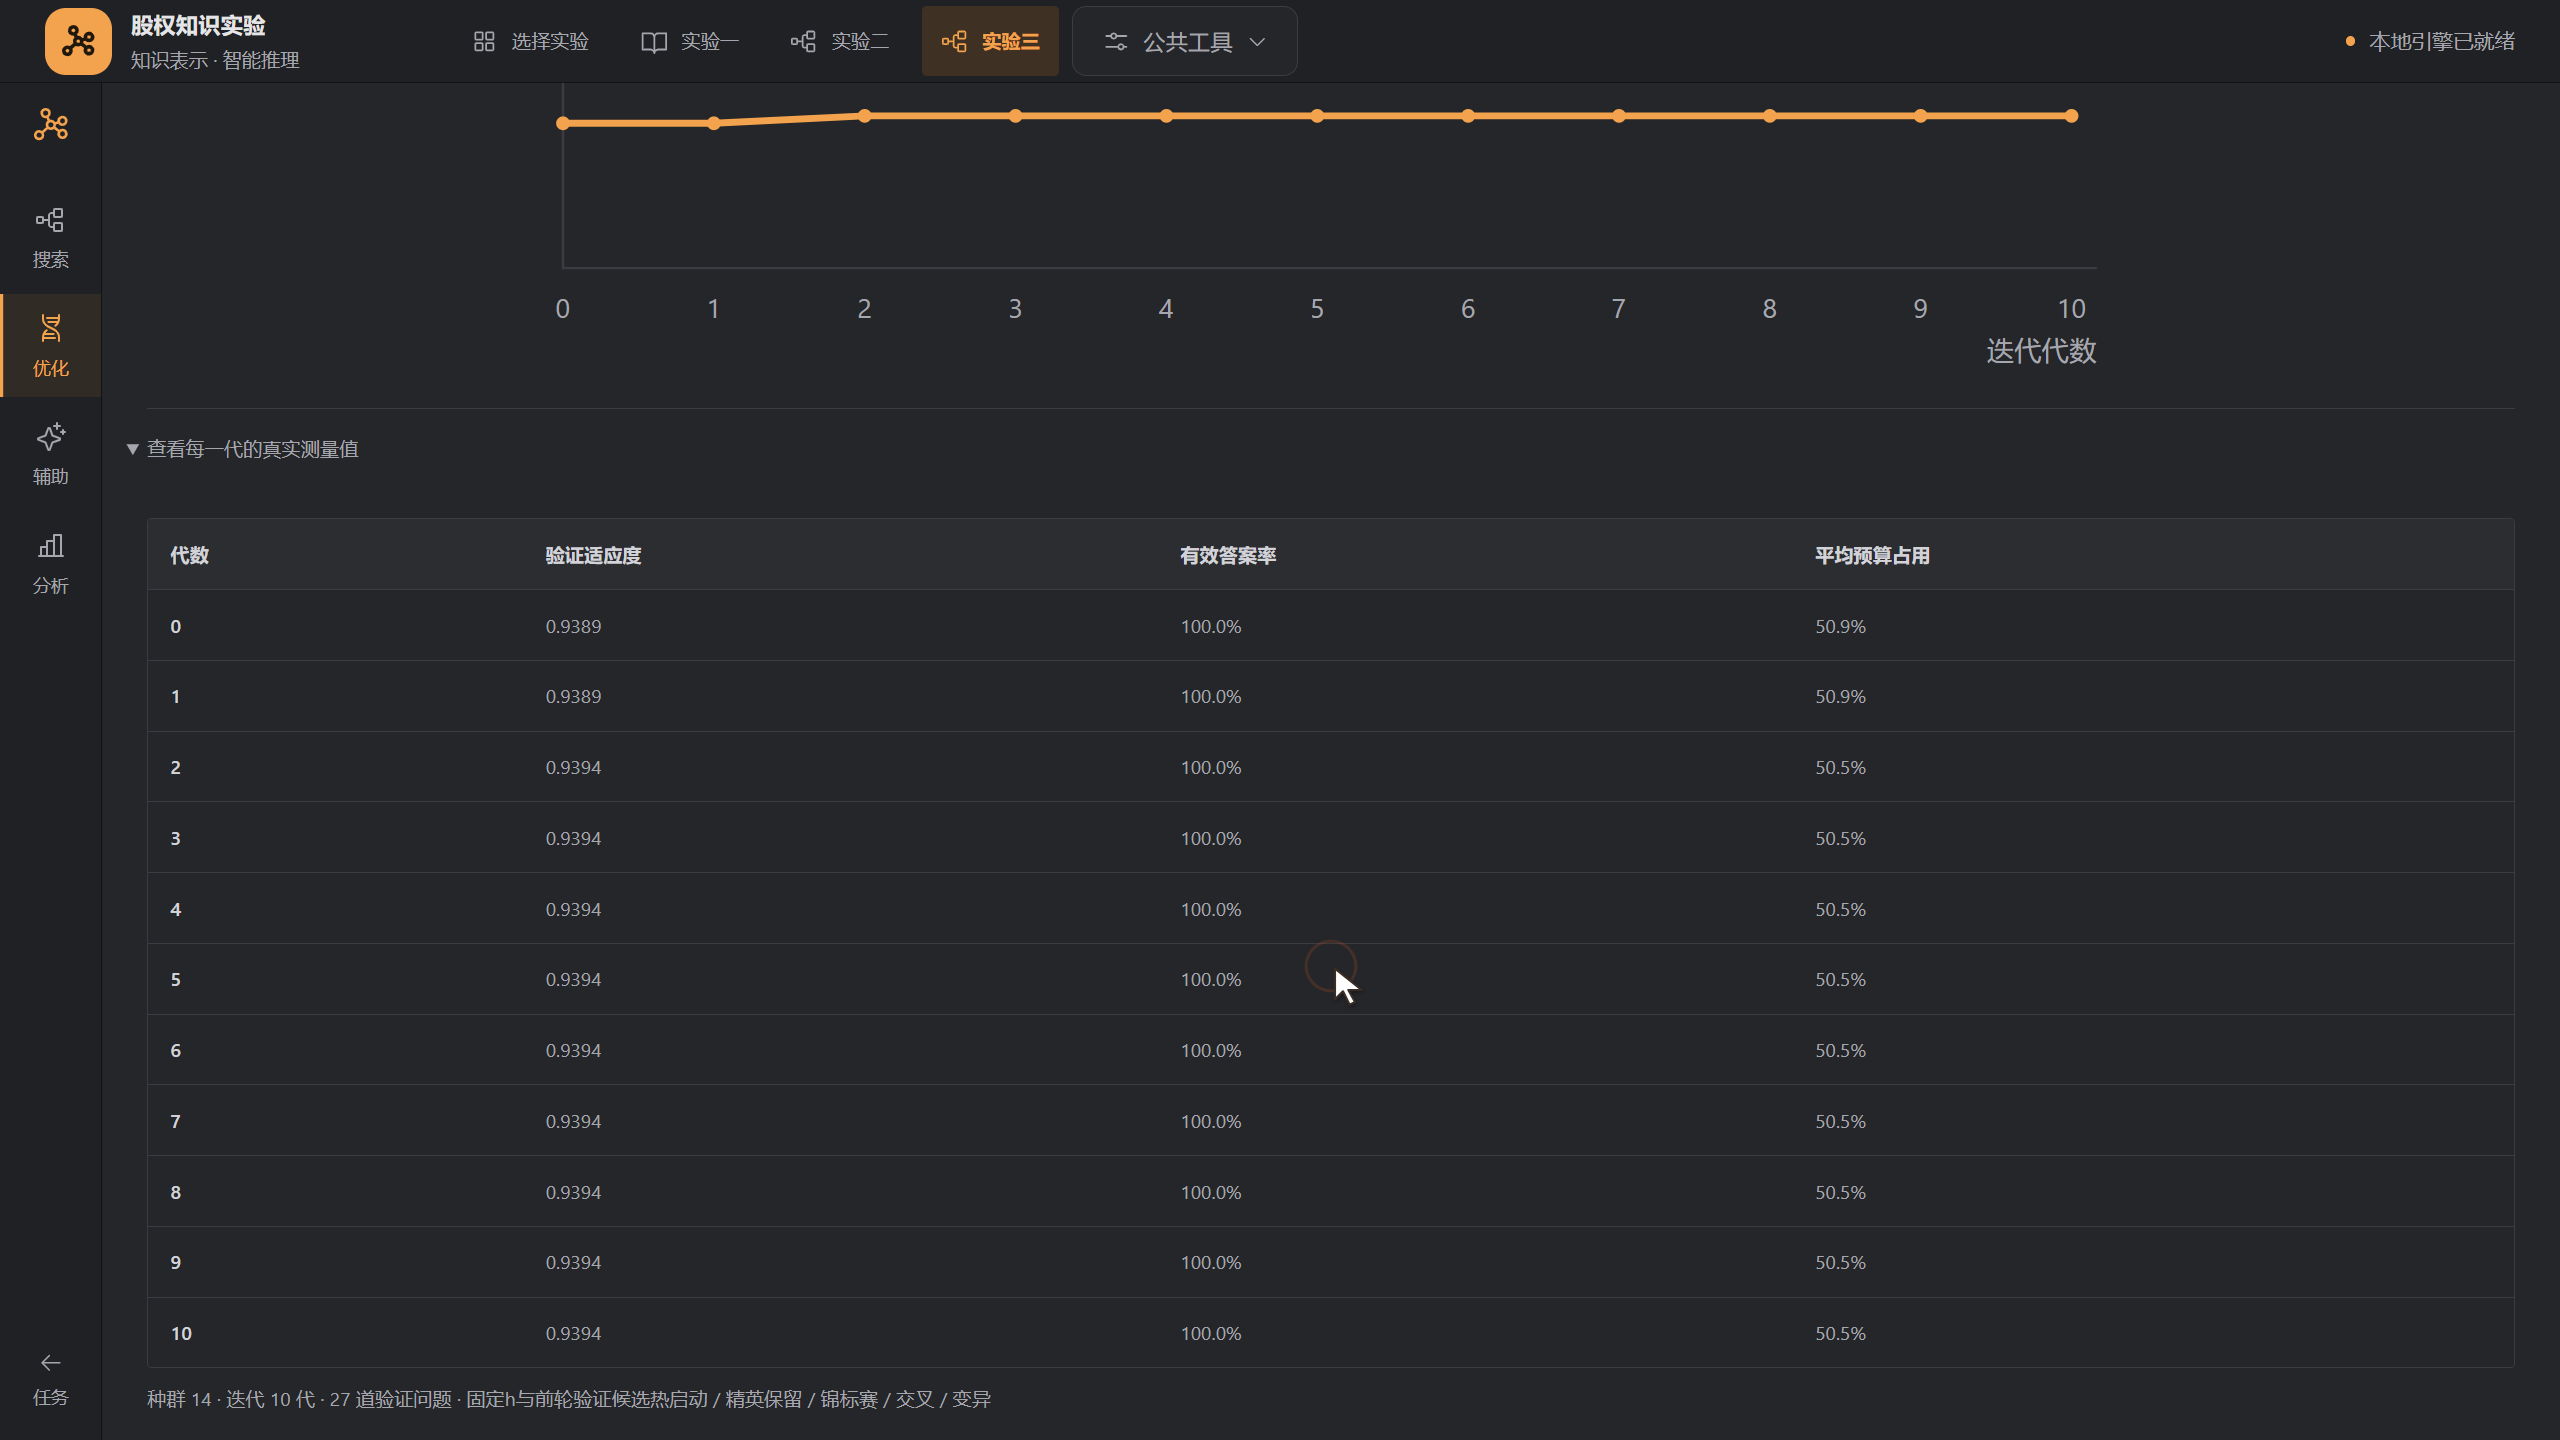 股权知识实验
知识表示 · 智能推理
选择实验
实验一
实验二
实验三
公共工具
本地引擎已就绪
搜索
优化
辅助
分析
任务
0 1 2 3 4 5 6 7 8 9 10
迭代代数
▼ 查看每一代的真实测量值
代数 验证适应度 有效答案率 平均预算占用
0 0.9389 100.0% 50.9%
1 0.9389 100.0% 50.9%
2 0.9394 100.0% 50.5%
3 0.9394 100.0% 50.5%
4 0.9394 100.0% 50.5%
5 0.9394 100.0% 50.5%
6 0.9394 100.0% 50.5%
7 0.9394 100.0% 50.5%
8 0.9394 100.0% 50.5%
9 0.9394 100.0% 50.5%
10 0.9394 100.0% 50.5%
种群 14 · 迭代 10 代 · 27 道验证问题 · 固定h与前轮验证候选热启动 / 精英保留 / 锦标赛 / 交叉 / 变异